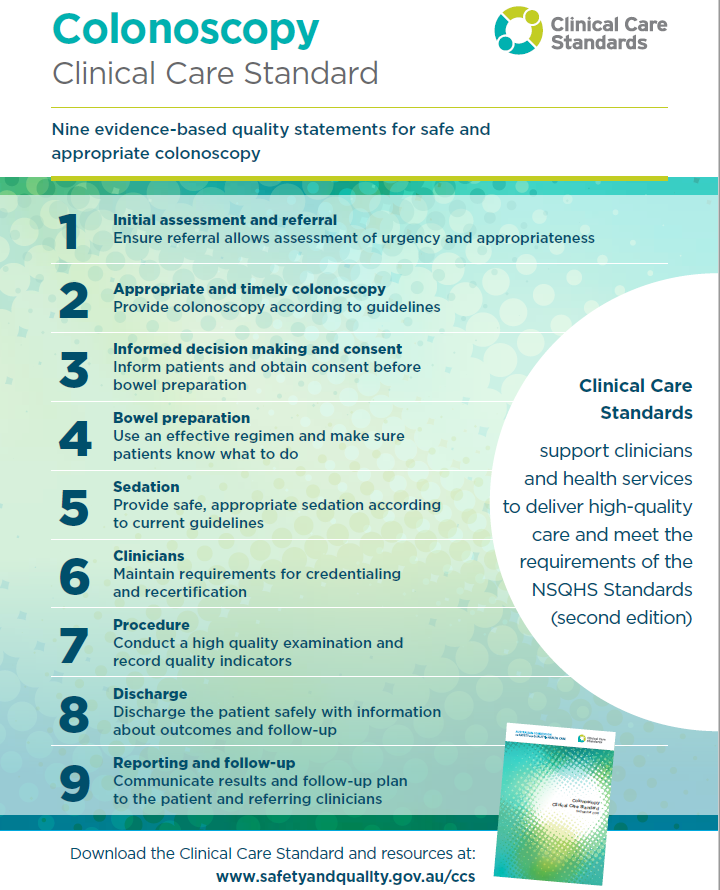 Colonoscopy
Clinical Care Standard
Clinical Care
Standards
Nine evidence-based quality statements for safe and
appropriate colonoscopy
1
Initial assessment and referral
Ensure referral allows assessment of urgency and appropriateness
2
Appropriate and timely colonoscopy
Provide colonoscopy according to guidelines
3
Informed decision making and consent
Inform patients and obtain consent before
bowel preparation
4
Bowel preparation
Use an effective regimen and make sure
patients know what to do
5
Sedation
Provide safe, appropriate sedation according
to current guidelines
6
Clinicians
Maintain requirements for credentialing
and recertification
7
Procedure
Conduct a high quality examination and
record quality indicators
8
Discharge
Discharge the patient safely with information
about outcomes and follow-up
9
Reporting and follow-up
Communicate results and follow-up plan
to the patient and referring clinicians
Clinical Care
Standards
support clinicians
and health services
to deliver high-quality
care and meet the
requirements of the
NSQHS Standards
(second edition)
Clinical Care
Standards
Colonoscopy
Clinical Care Standard
Download the Clinical Care Standard and resources at:
www.safetyandquality.gov.au/ccs